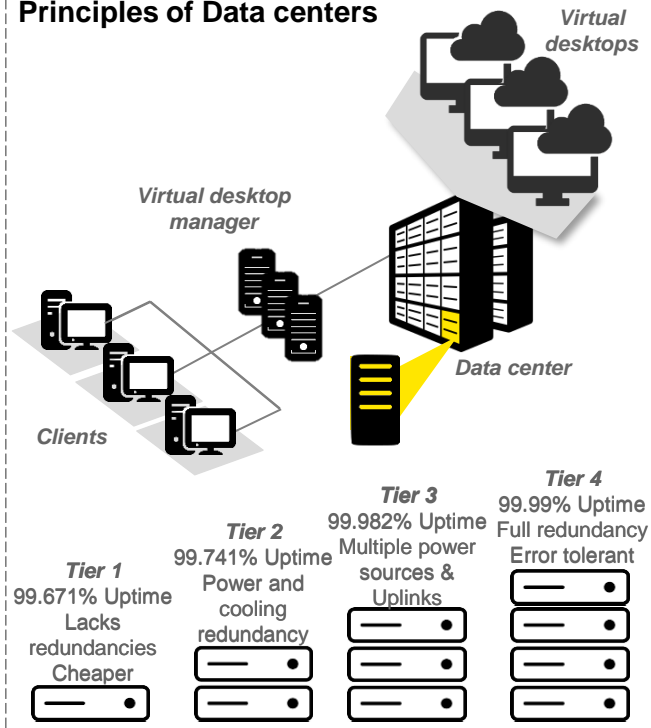 Principles of Data centers
Virtual
desktops
Virtual desktop
manager
Data center
Clients
Tier 1
99.671% Uptime
Lacks
redundancies
Cheaper
Tier 2
99.741% Uptime
Power and
cooling
redundancy
Tier 3
99.982% Uptime
Multiple power
sources &
Uplinks
Tier 4
99.99% Uptime
Full redundancy
Error tolerant